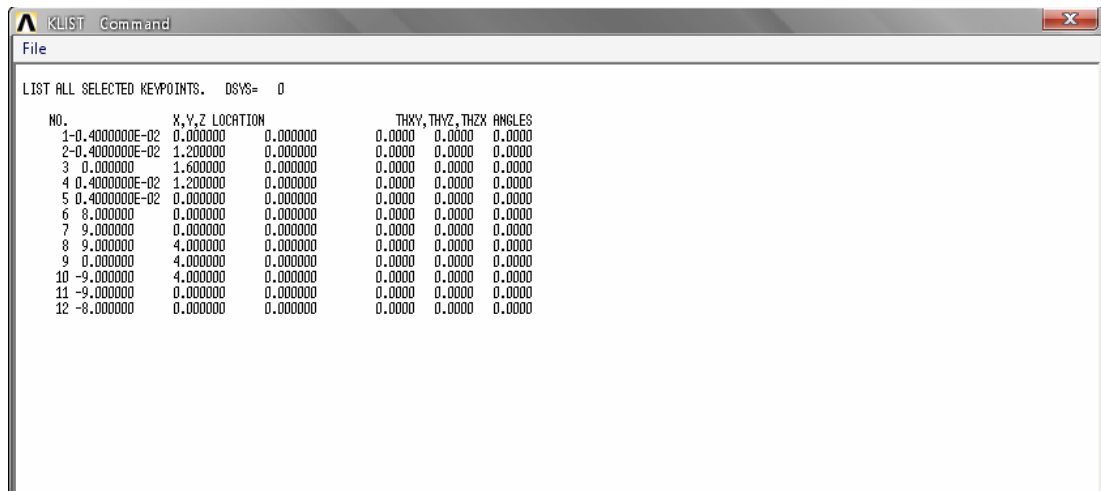 KLIST Command
File
LIST ALL SELECTED KEYPOINTS. DSYS= 0
NO. X,Y,Z LOCATION THXY,THYZ,THZX ANGLES
1-0.4000000E-02 0.000000 0.000000 0.0000 0.0000 0.0000
2-0.4000000E-02 1.200000 0.000000 0.0000 0.0000 0.0000
3 0.000000 1.600000 0.000000 0.0000 0.0000 0.0000
4 0.4000000E-02 1.200000 0.000000 0.0000 0.0000 0.0000
5 0.4000000E-02 0.000000 0.000000 0.0000 0.0000 0.0000
6 8.000000 0.000000 0.000000 0.0000 0.0000 0.0000
7 9.000000 0.000000 0.000000 0.0000 0.0000 0.0000
8 9.000000 4.000000 0.000000 0.0000 0.0000 0.0000
9 0.000000 4.000000 0.000000 0.0000 0.0000 0.0000
10 -9.000000 4.000000 0.000000 0.0000 0.0000 0.0000
11 -9.000000 0.000000 0.000000 0.0000 0.0000 0.0000
12 -8.000000 0.000000 0.000000 0.0000 0.0000 0.0000